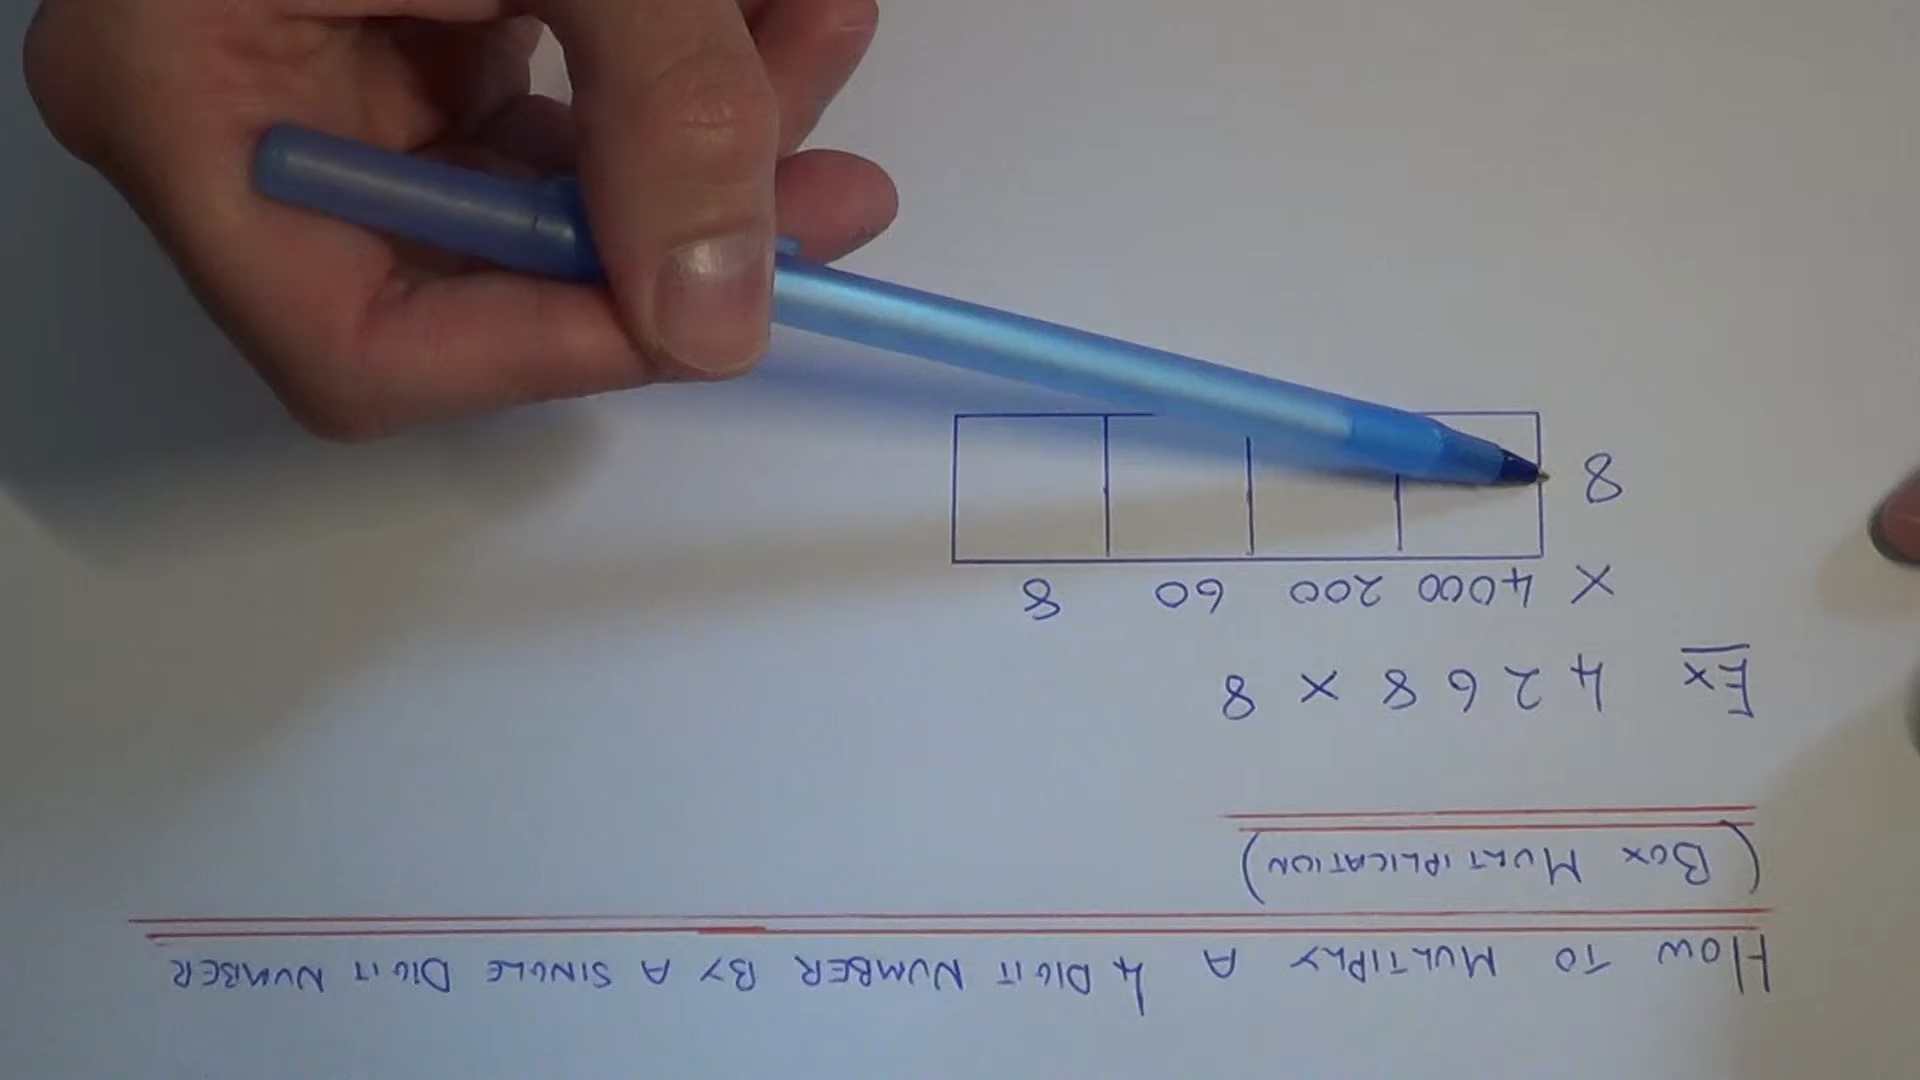 HOW TO MULTIPLY A 4 DIGIT NUMBER BY A SINGLE DIGIT NUMBER
(BOX MULTIPLICATION)
Ex 4268 × 8
× 4000 200 60 8
8